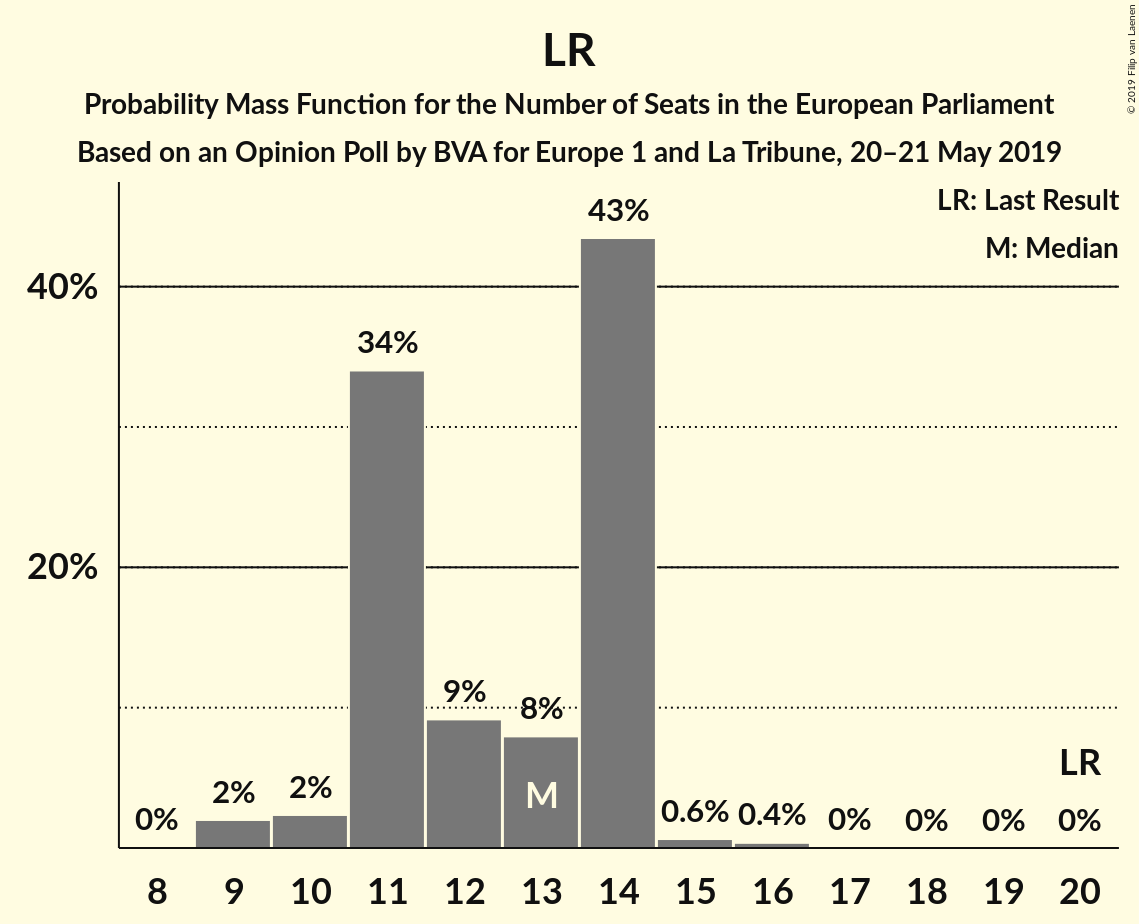 LR
Probability Mass Function for the Number of Seats in the European Parliament
Based on an Opinion Poll by BVA for Europe 1 and La Tribune, 20–21 May 2019
© 2019 Filip van Laenen
LR: Last Result
M: Median
43%
40%
34%
20%
9%
8%
LR
M
2%
2%
0%
0.6%
0.4%
0%
0%
0%
0%
8 9 10 11 12 13 14 15 16 17 18 19 20